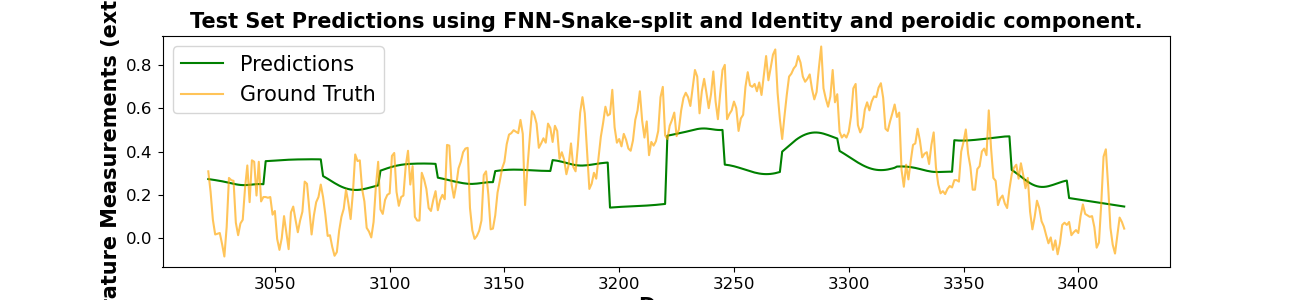 Test Set Predictions using FNN-Snake-split and Identity and peroidic component.
Predictions
Ground Truth
0.8
0.6
0.4
0.2
0.0
3050 3100 3150 3200 3250 3300 3350 3400
Measurements